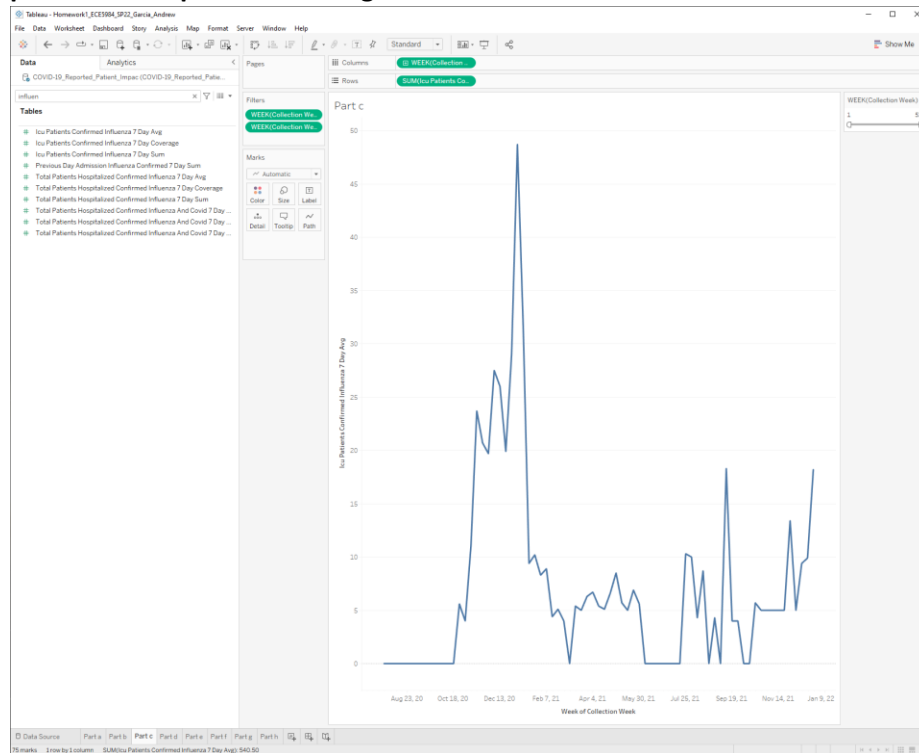 Tableau - Homework1_ECE5984_SP22_Garcia_Andrew
File Data Worksheet Dashboard Story Analysis Map Format Server Window Help
Standard
Show Me
Data Analytics
Pages
Columns WEEK(Collection ..
COVID-19_Reported_Patient_Impac (COVID-19_Reported_Patie...
Rows SUM(Icu Patients Co..
influen
Filters
WEEK(Collection We..
WEEK(Collection We..
Tables
Part c
WEEK(Collection Week)
1 5
Icu Patients Confirmed Influenza 7 Day Avg
Icu Patients Confirmed Influenza 7 Day Coverage
Icu Patients Confirmed Influenza 7 Day Sum
Previous Day Admission Influenza Confirmed 7 Day Sum
Total Patients Hospitalized Confirmed Influenza 7 Day Avg
Total Patients Hospitalized Confirmed Influenza 7 Day Coverage
Total Patients Hospitalized Confirmed Influenza 7 Day Sum
Total Patients Hospitalized Confirmed Influenza And Covid 7 Day ...
Total Patients Hospitalized Confirmed Influenza And Covid 7 Day ...
Total Patients Hospitalized Confirmed Influenza And Covid 7 Day ...
Marks
Automatic
Color Size Label
Detail Tooltip Path
50
45
40
35
30
25
20
15
10
5
0
Icu Patients Confirmed Influenza 7 Day Avg
Aug 23, 20 Oct 18, 20 Dec 13, 20 Feb 7, 21 Apr 4, 21 May 30, 21 Jul 25, 21 Sep 19, 21 Nov 14, 21 Jan 9, 22
Week of Collection Week
Data Source Part a Part b Part c Part d Part e Part f Part g Part h
75 marks 1 row by 1 column SUM(Icu Patients Confirmed Influenza 7 Day Avg): 540.50